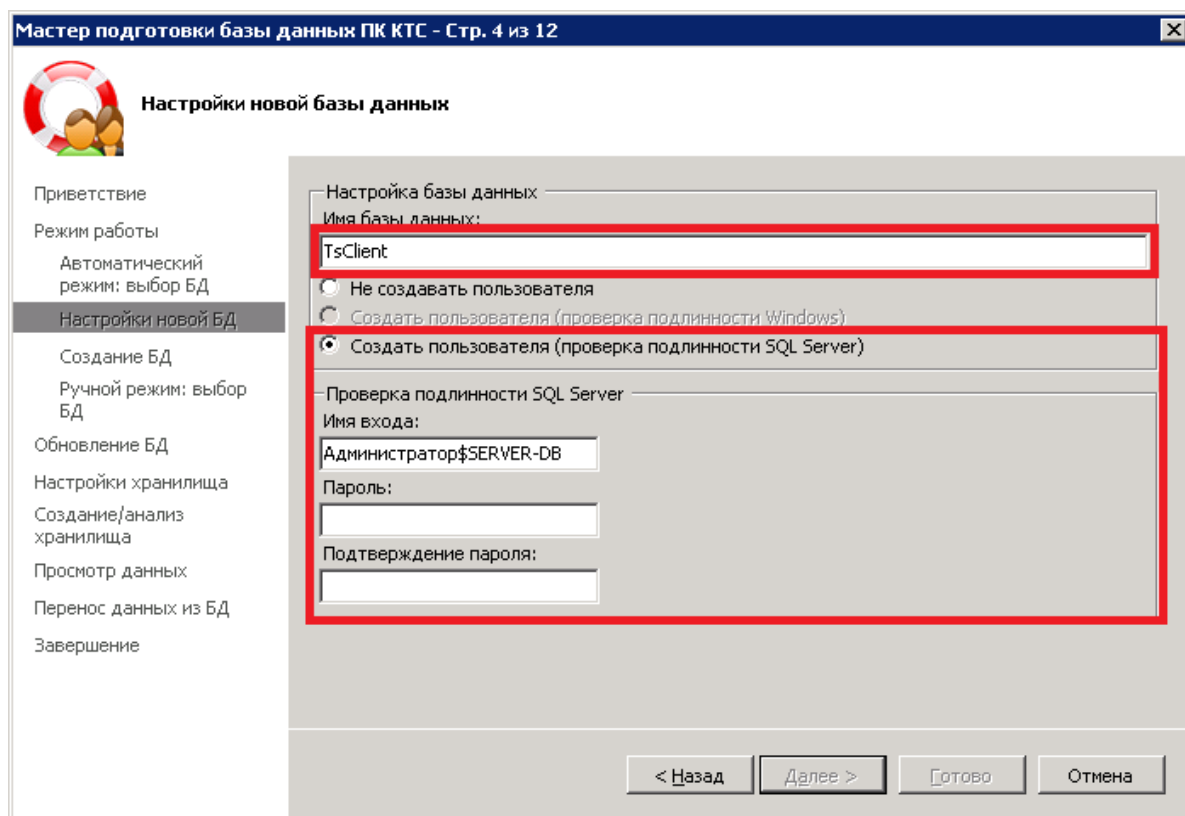 Мастер подготовки базы данных ПК КТС - Стр. 4 из 12
Настройки новой базы данных
Приветствие
Режим работы
Автоматический
режим: выбор БД
Настройки новой БД
Создание БД
Ручной режим: выбор
БД
Обновление БД
Настройки хранилища
Создание/анализ
хранилища
Просмотр данных
Перенос данных из БД
Завершение
Настройка базы данных
Имя базы данных:
TsClient
Не создавать пользователя
Создать пользователя (проверка подлинности Windows)
Создать пользователя (проверка подлинности SQL Server)
Проверка подлинности SQL Server
Имя входа:
Администратор$SERVER-DB
Пароль:
Подтверждение пароля:
< Назад
Далее >
Готово
Отмена